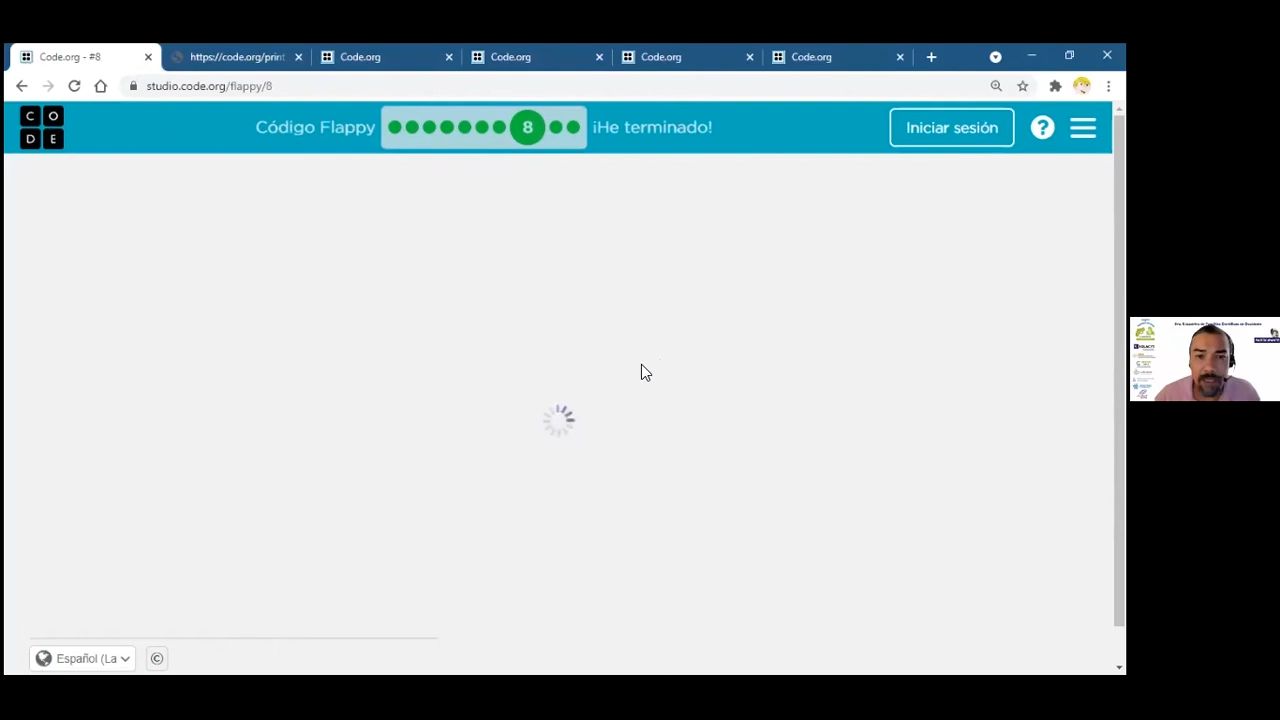 Code.org - #8
https://code.org/print
Code.org
Code.org
Code.org
Code.org
studio.code.org/flappy/8
C O
D E
Código Flappy
8
¡He terminado!
Iniciar sesión
?
Español (La
©